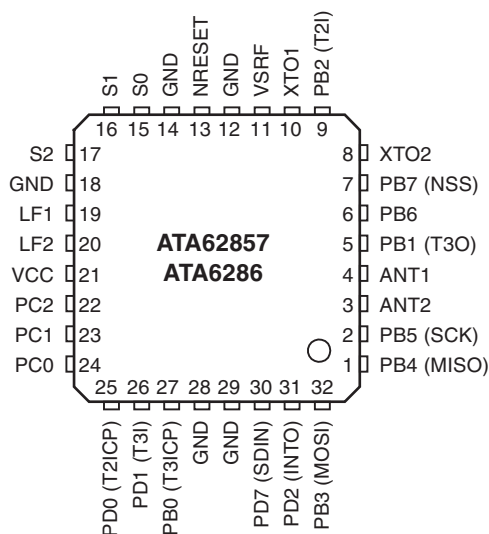 S1
S0
GND
NRESET
GND
VSRF
XTO1
PB2 (T2I)
16 15 14 13 12 11 10 9
S2 17
GND 18
LF1 19
LF2 20
VCC 21
PC2 22
PC1 23
PC0 24
ATA62857
ATA6286
8 XTO2
7 PB7 (NSS)
6 PB6
5 PB1 (T3O)
4 ANT1
3 ANT2
2 PB5 (SCK)
1 PB4 (MISO)
25 26 27 28 29 30 31 32
PD0 (T2ICP)
PD1 (T3I)
PB0 (T3ICP)
GND
GND
PD7 (SDIN)
PD2 (INTO)
PB3 (MOSI)